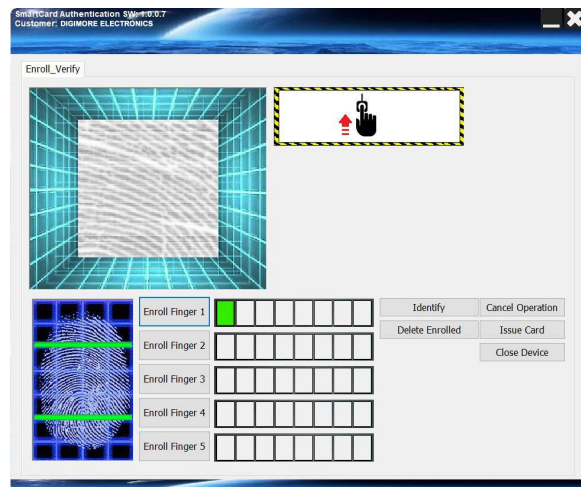 SmartCard Authentication SW: 1.0.0.7
Customer: DIGIMORE ELECTRONICS
Enroll_Verify
Enroll Finger 1
Identify
Cancel Operation
Delete Enrolled
Issue Card
Enroll Finger 2
Close Device
Enroll Finger 3
Enroll Finger 4
Enroll Finger 5